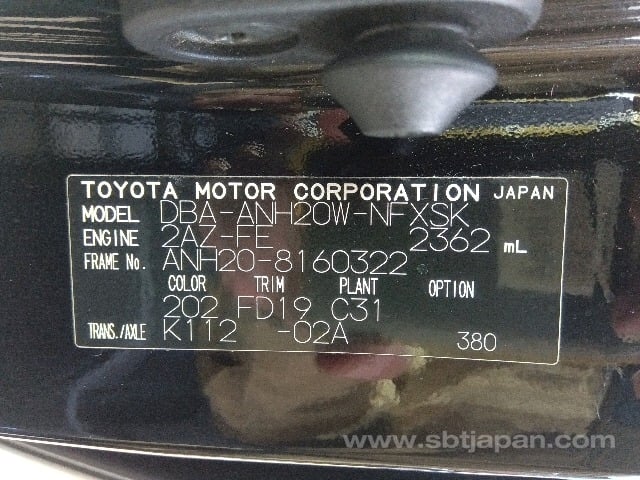 TOYOTA MOTOR CORPORATION JAPAN
MODEL DBA-ANH20W-NFXSK
ENGINE 2AZ-FE 2362 mL
FRAME No. ANH20-8160322
COLOR TRIM PLANT OPTION
202 FD19 C31
TRANS./AXLE K112 -02A 380
www.sbtjapan.com